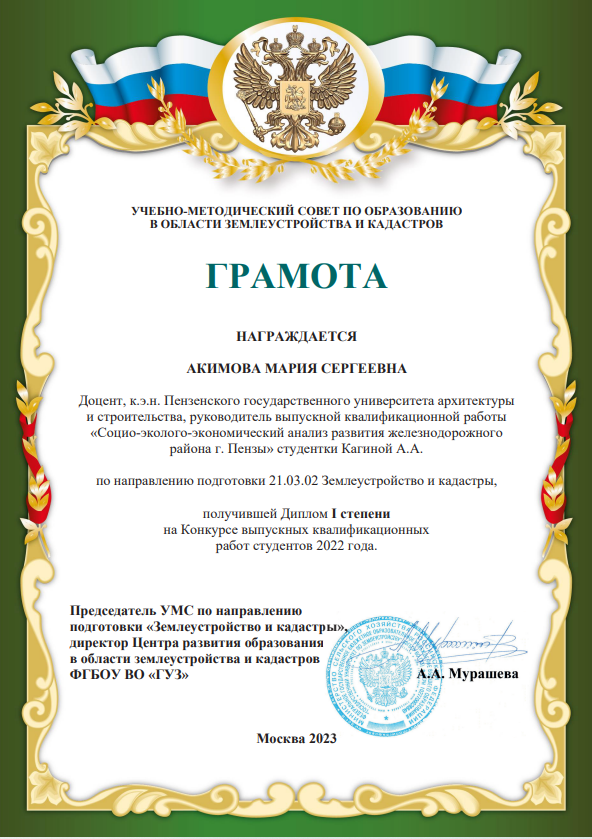 УЧЕБНО-МЕТОДИЧЕСКИЙ СОВЕТ ПО ОБРАЗОВАНИЮ
В ОБЛАСТИ ЗЕМЛЕУСТРОЙСТВА И КАДАСТРОВ
ГРАМОТА
НАГРАЖДАЕТСЯ
АКИМОВА МАРИЯ СЕРГЕЕВНА
Доцент, к.э.н. Пензенского государственного университета архитектуры
и строительства, руководитель выпускной квалификационной работы
«Социо-эколого-экономический анализ развития железнодорожного
района г. Пензы» студентки Кагиной А.А.
по направлению подготовки 21.03.02 Землеустройство и кадастры,
получившей Диплом I степени
на Конкурсе выпускных квалификационных
работ студентов 2022 года.
Председатель УМС по направлению
подготовки «Землеустройство и кадастры»,
директор Центра развития образования
в области землеустройства и кадастров
ФГБОУ ВО «ГУЗ»
А.А. Мурашева
Москва 2023